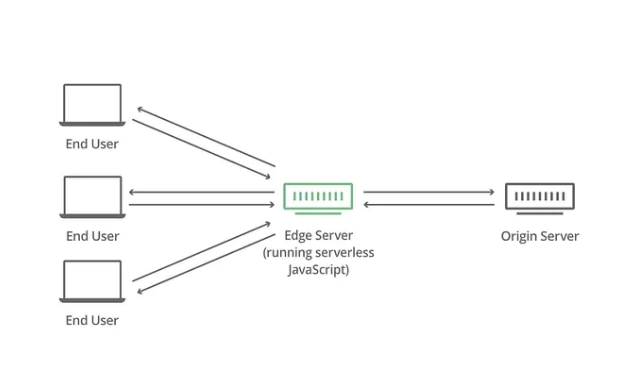 End User
End User
End User
Edge Server
(running serverless
JavaScript)
Origin Server